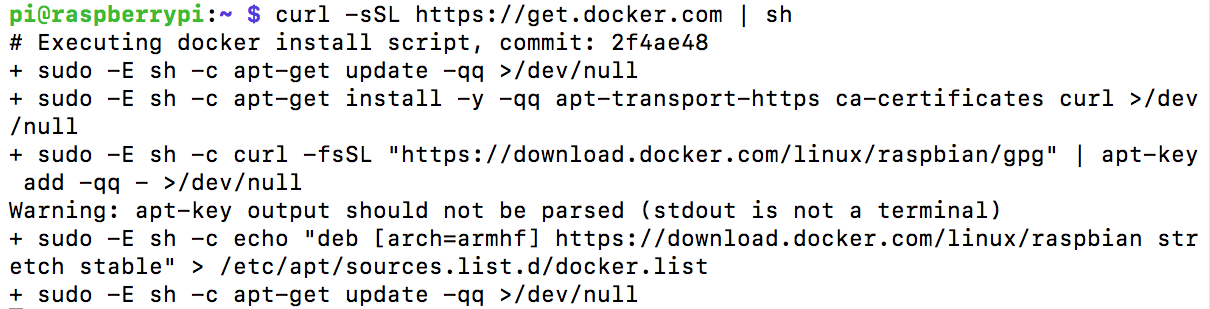 pi@raspberrypi:~ $ curl -sSL https://get.docker.com | sh
# Executing docker install script, commit: 2f4ae48
+ sudo -E sh -c apt-get update -qq >/dev/null
+ sudo -E sh -c apt-get install -y -qq apt-transport-https ca-certificates curl >/dev
/null
+ sudo -E sh -c curl -fsSL "https://download.docker.com/linux/raspbian/gpg" | apt-key
 add -qq - >/dev/null
Warning: apt-key output should not be parsed (stdout is not a terminal)
+ sudo -E sh -c echo "deb [arch=armhf] https://download.docker.com/linux/raspbian str
etch stable" > /etc/apt/sources.list.d/docker.list
+ sudo -E sh -c apt-get update -qq >/dev/null